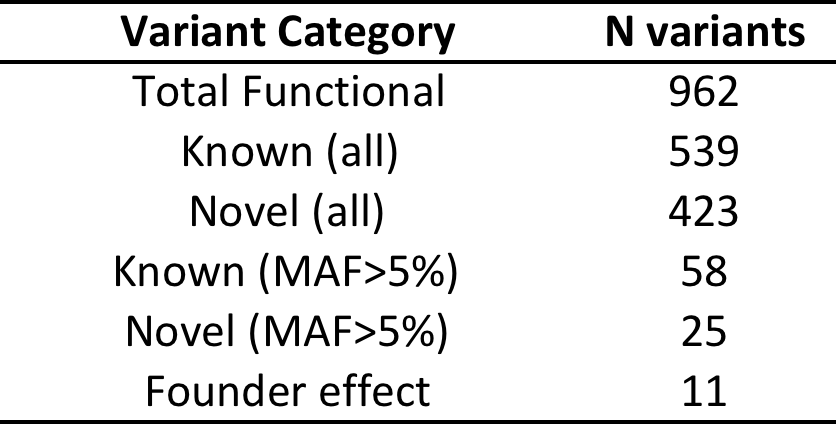 Variant Category N variants
Total Functional 962
Known (all) 539
Novel (all) 423
Known (MAF>5%) 58
Novel (MAF>5%) 25
Founder effect 11